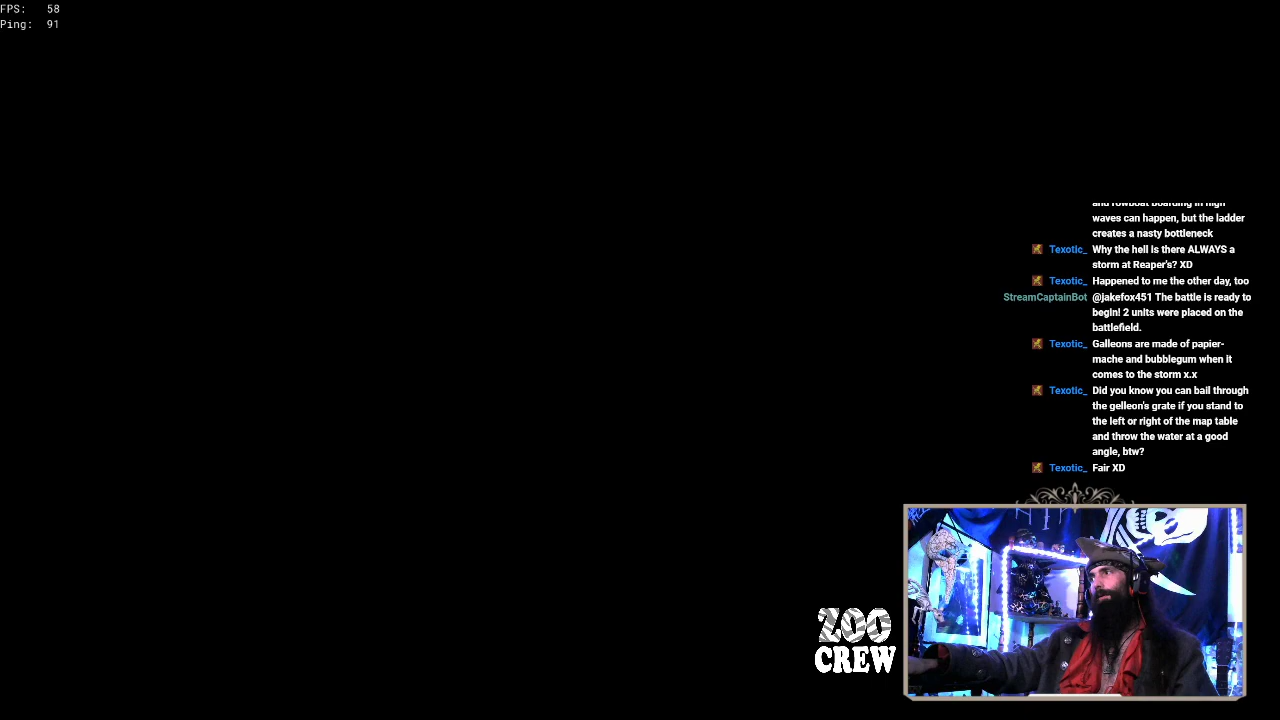 FPS: 58
Ping: 91
and rowboat boarding in high
waves can happen, but the ladder
creates a nasty bottleneck
Texotic_ Why the hell is there ALWAYS a
storm at Reaper's? XD
Texotic_ Happened to me the other day, too
StreamCaptainBot @jakefox451 The battle is ready to
begin! 2 units were placed on the
battlefield.
Texotic_ Galleons are made of papier-
mache and bubblegum when it
comes to the storm x.x
Texotic_ Did you know you can bail through
the gelleon's grate if you stand to
the left or right of the map table
and throw the water at a good
angle, btw?
Texotic_ Fair XD
ZOO
CREW